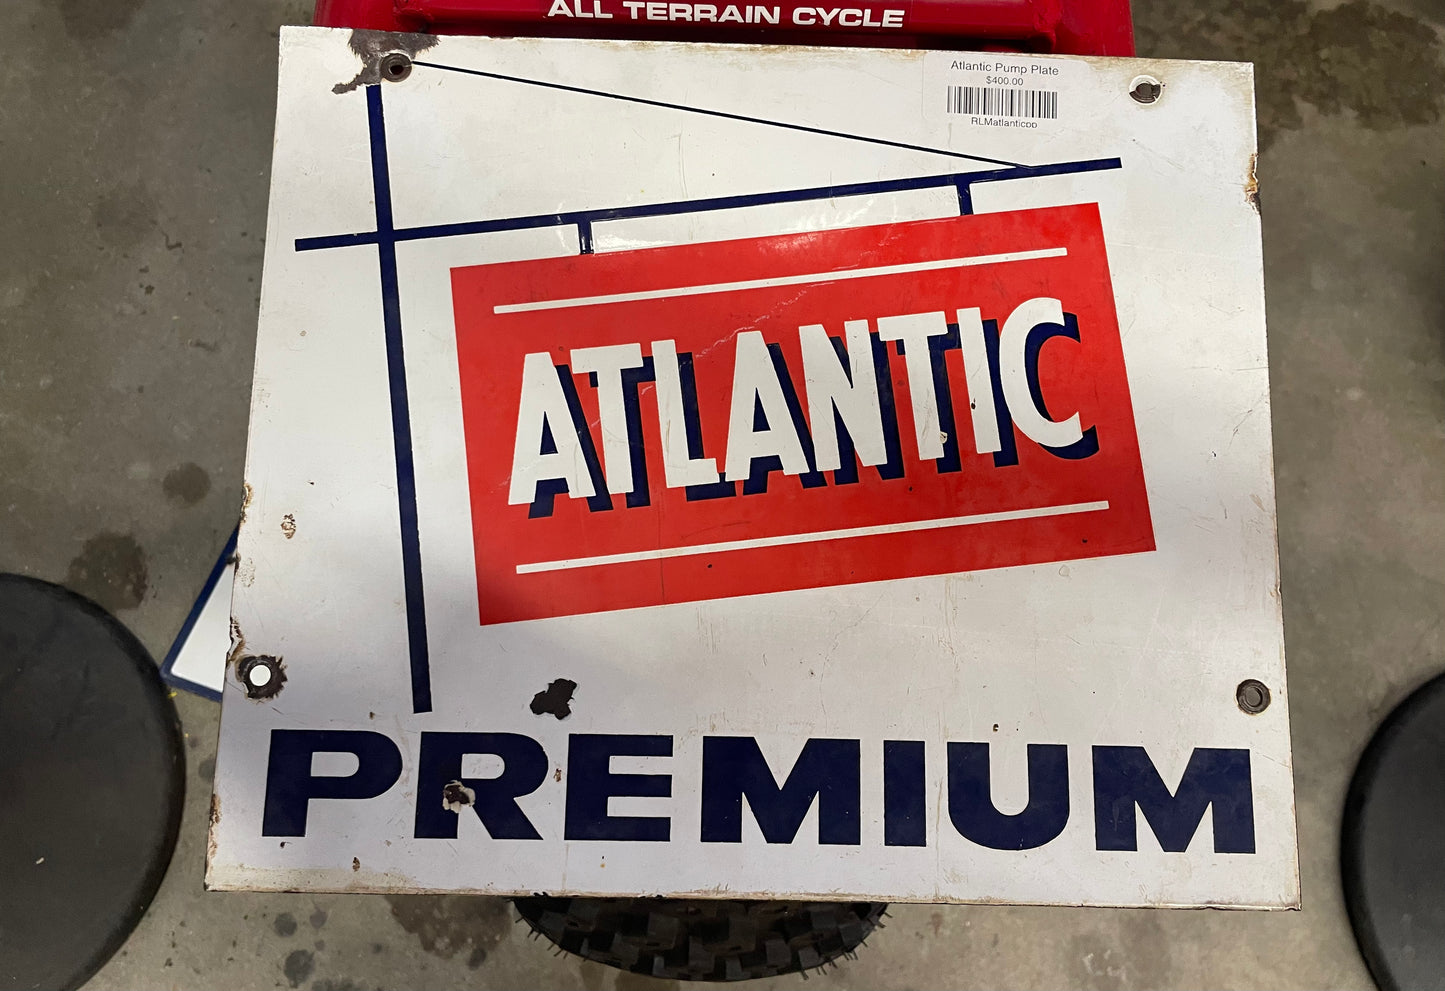 ALL TERRAIN CYCLE
Atlantic Pump Plate
$400.00
RLMatlanticpp
ATLANTIC
PREMIUM